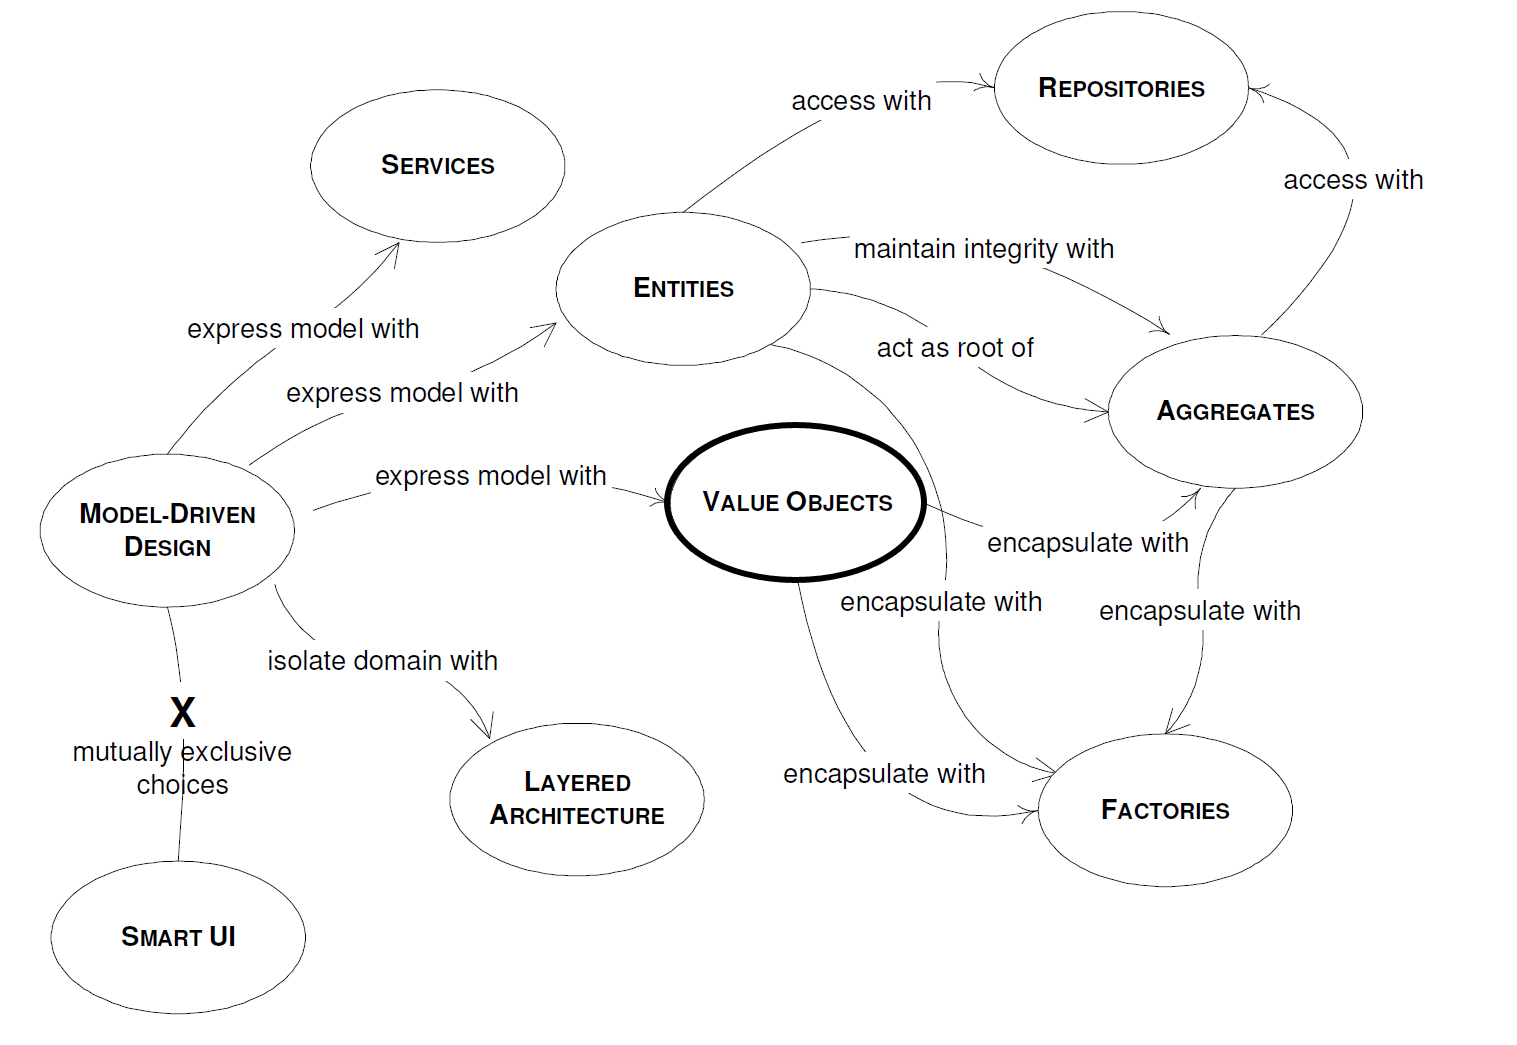 REPOSITORIES
access with
SERVICES
access with
maintain integrity with
ENTITIES
express model with
act as root of
express model with
AGGREGATES
express model with
VALUE OBJECTS
MODEL-DRIVEN
DESIGN
encapsulate with
encapsulate with
encapsulate with
isolate domain with
X
mutually exclusive
choices
encapsulate with
LAYERED
ARCHITECTURE
FACTORIES
SMART UI